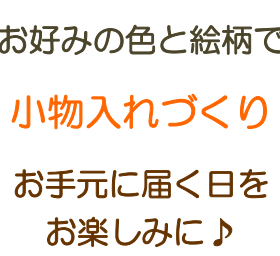 お好みの色と絵柄で
小物入れづくり
お手元に届く日を
お楽しみに♪